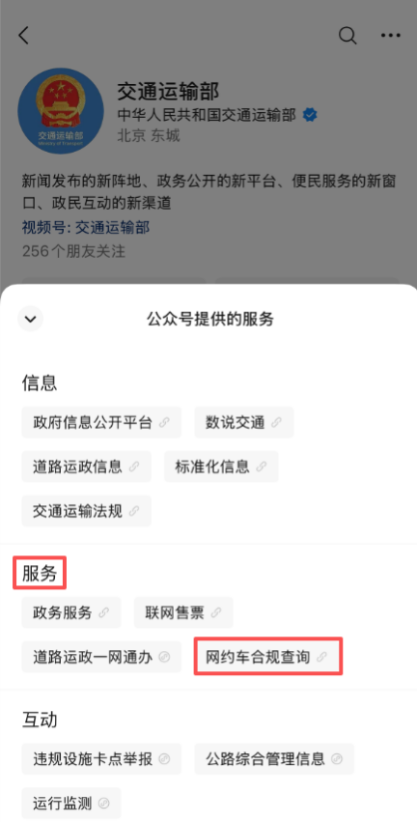 交通运输部
中华人民共和国交通运输部
北京 东城
交通运输部
Ministry of Transport
新闻发布的新阵地、政务公开的新平台、便民服务的新窗
口、政民互动的新渠道
视频号: 交通运输部
256个朋友关注
公众号提供的服务
信息
政府信息公开平台 数说交通
道路运政信息 标准化信息
交通运输法规
服务
政务服务 联网售票
道路运政一网通办 网约车合规查询
互动
违规设施卡点举报 公路综合管理信息
运行监测